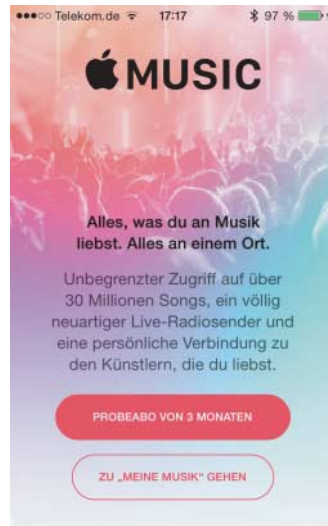 Telekom.de 17:17 97 %
MUSIC
Alles, was du an Musik
liebst. Alles an einem Ort.
Unbegrenzter Zugriff auf über
30 Millionen Songs, ein völlig
neuartiger Live-Radiosender und
eine persönliche Verbindung zu
den Künstlern, die du liebst.
PROBEABO VON 3 MONATEN
ZU „MEINE MUSIK“ GEHEN